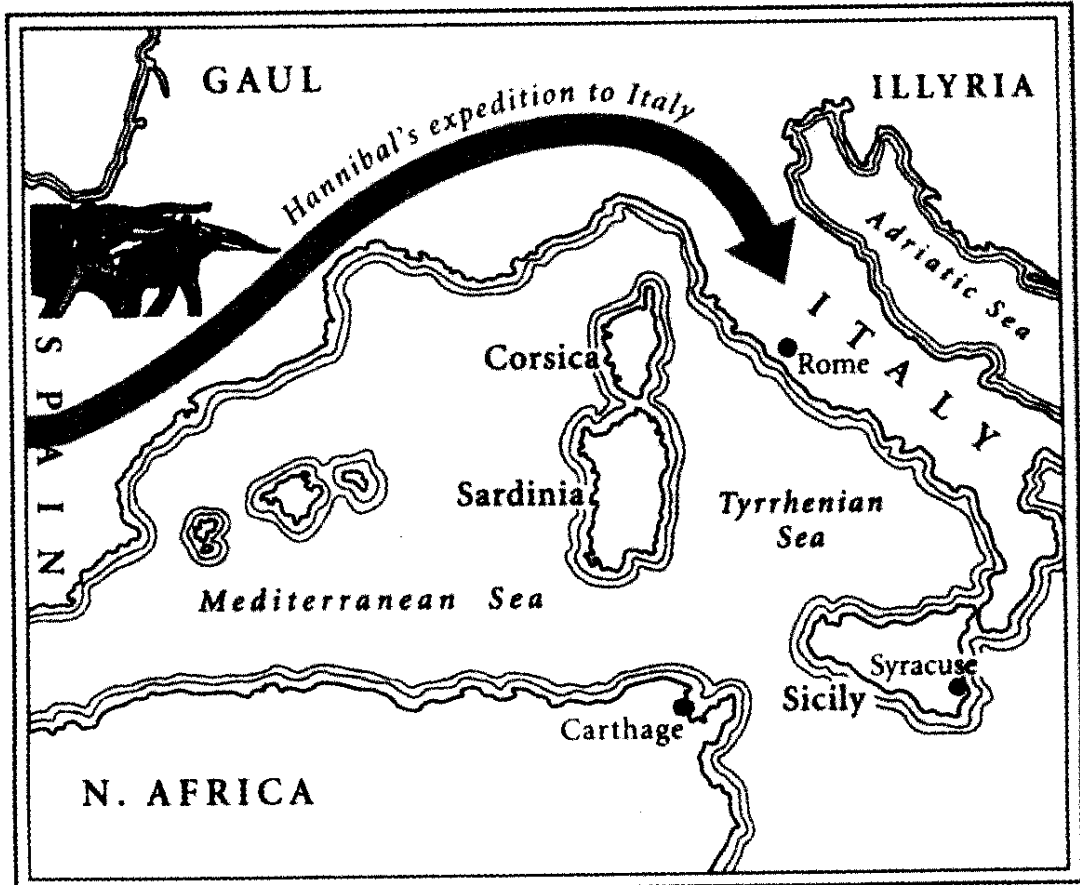 GAUL
ILLYRIA
Hannibal's expedition to Italy
Adriatic Sea
SPAIN
ITALY
Corsica
Rome
Sardinia
Tyrrhenian
Sea
Mediterranean Sea
Syracuse
Sicily
Carthage
N. AFRICA